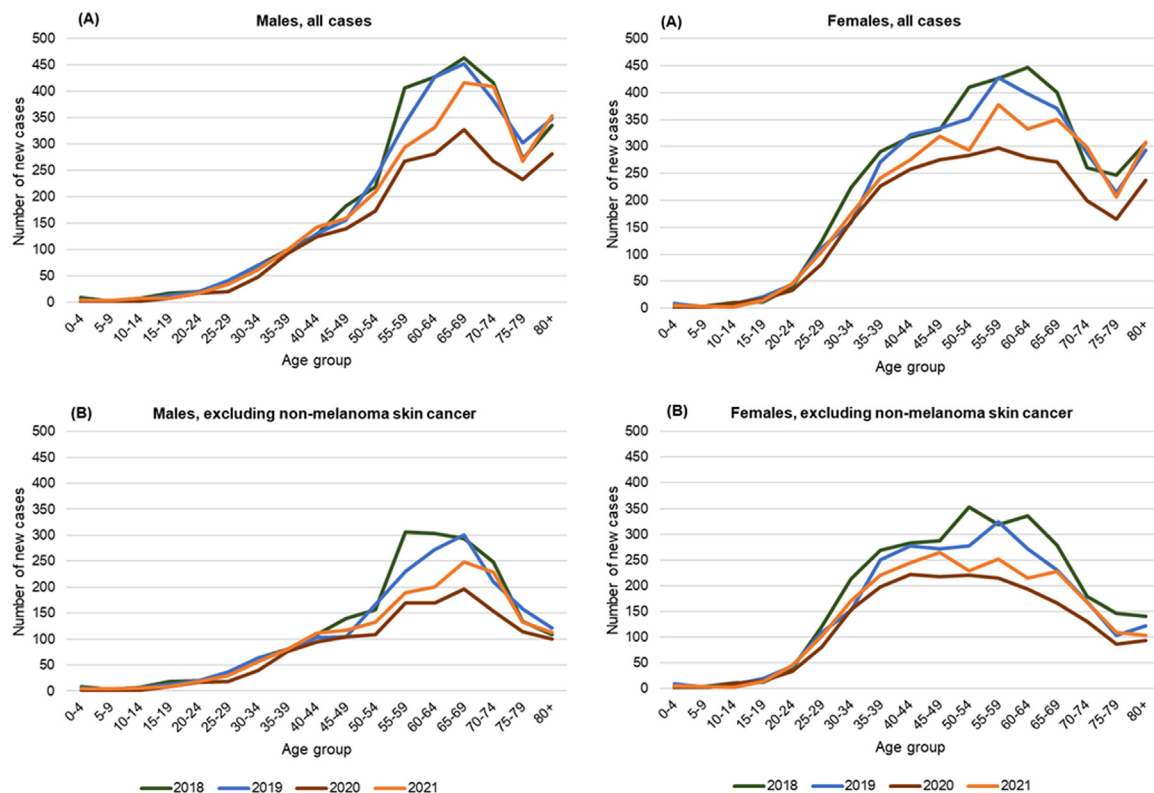 (A) Males, all cases
Number of new cases
500
450
400
350
300
250
200
150
100
50
0
0-4 5-9 10-14 15-19 20-24 25-29 30-34 35-39 40-44 45-49 50-54 55-59 60-64 65-69 70-74 75-79 80+
Age group
(A) Females, all cases
Number of new cases
500
450
400
350
300
250
200
150
100
50
0
0-4 5-9 10-14 15-19 20-24 25-29 30-34 35-39 40-44 45-49 50-54 55-59 60-64 65-69 70-74 75-79 80+
Age group
(B) Males, excluding non-melanoma skin cancer
Number of new cases
500
450
400
350
300
250
200
150
100
50
0
0-4 5-9 10-14 15-19 20-24 25-29 30-34 35-39 40-44 45-49 50-54 55-59 60-64 65-69 70-74 75-79 80+
Age group
2018 2019 2020 2021
(B) Females, excluding non-melanoma skin cancer
Number of new cases
500
450
400
350
300
250
200
150
100
50
0
0-4 5-9 10-14 15-19 20-24 25-29 30-34 35-39 40-44 45-49 50-54 55-59 60-64 65-69 70-74 75-79 80+
Age group
2018 2019 2020 2021